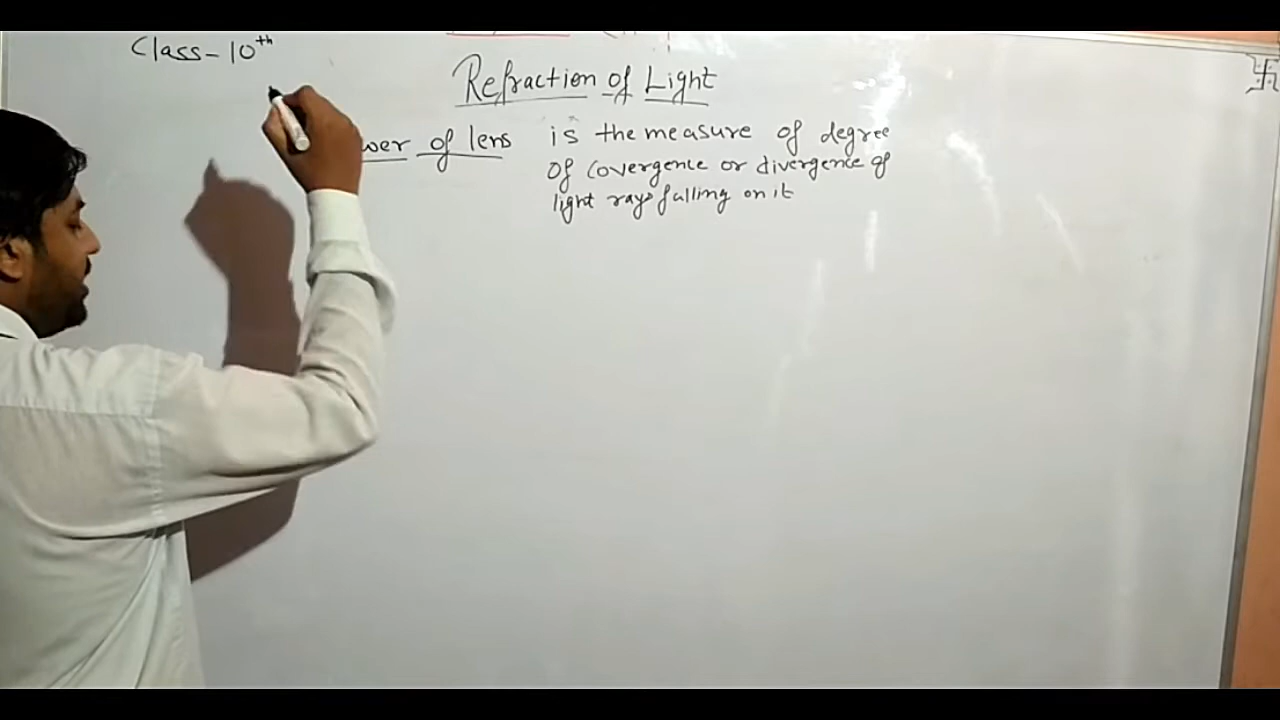 Class-10th
Refraction of Light
wer of lens is the measure of degree
of covergence or divergence of
light rays falling on it